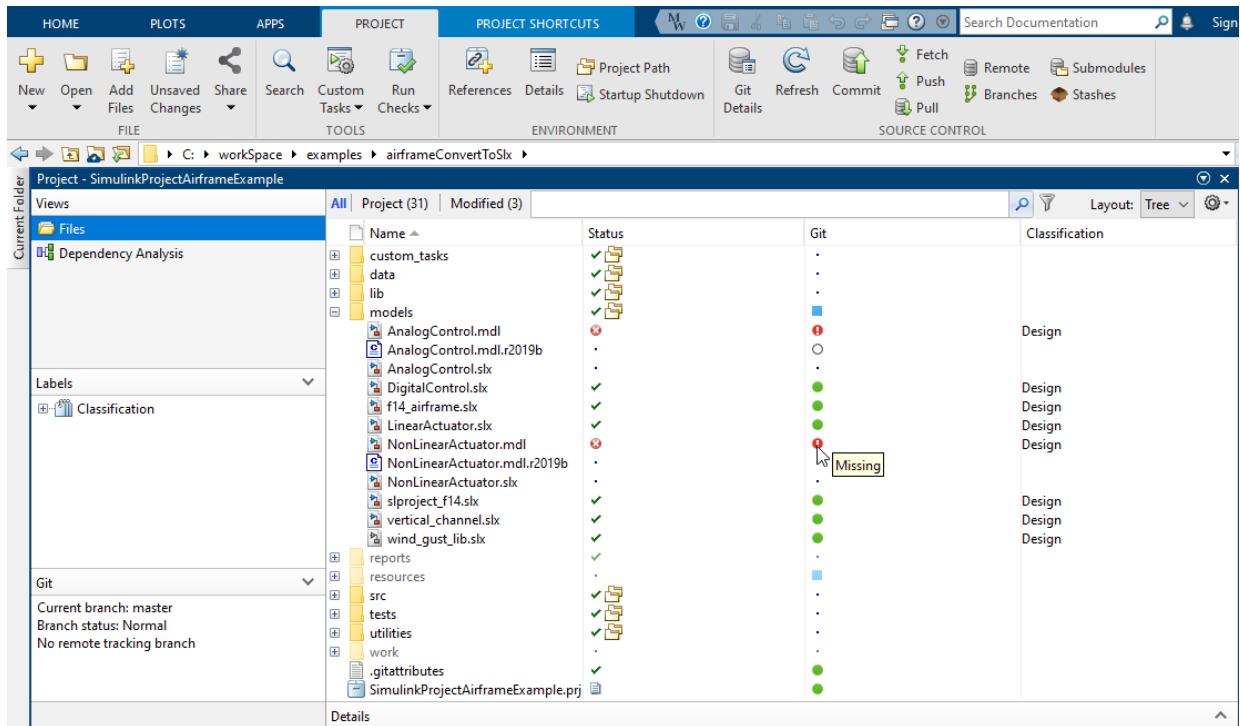 HOME PLOTS APPS PROJECT PROJECT SHORTCUTS Search Documentation Sign
New Open Add Files Unsaved Changes Share Search Custom Tasks Run Checks References Details Project Path Startup Shutdown Git Details Refresh Commit Fetch Push Pull Remote Branches Submodules Stashes
FILE TOOLS ENVIRONMENT SOURCE CONTROL
C: workSpace examples airframeConvertToSlx
Current Folder
Project - SimulinkProjectAirframeExample
Views
Files
Dependency Analysis
Labels
Classification
Git
Current branch: master
Branch status: Normal
No remote tracking branch
All Project (31) Modified (3) Layout: Tree
Name Status Git Classification
custom_tasks
data
lib
models
AnalogControl.mdl Design
AnalogControl.mdl.r2019b
AnalogControl.slx
DigitalControl.slx Design
f14_airframe.slx Design
LinearActuator.slx Design
NonLinearActuator.mdl Design
Missing
NonLinearActuator.mdl.r2019b
NonLinearActuator.slx
slproject_f14.slx Design
vertical_channel.slx Design
wind_gust_lib.slx Design
reports
resources
src
tests
utilities
work
.gitattributes
SimulinkProjectAirframeExample.prj
Details